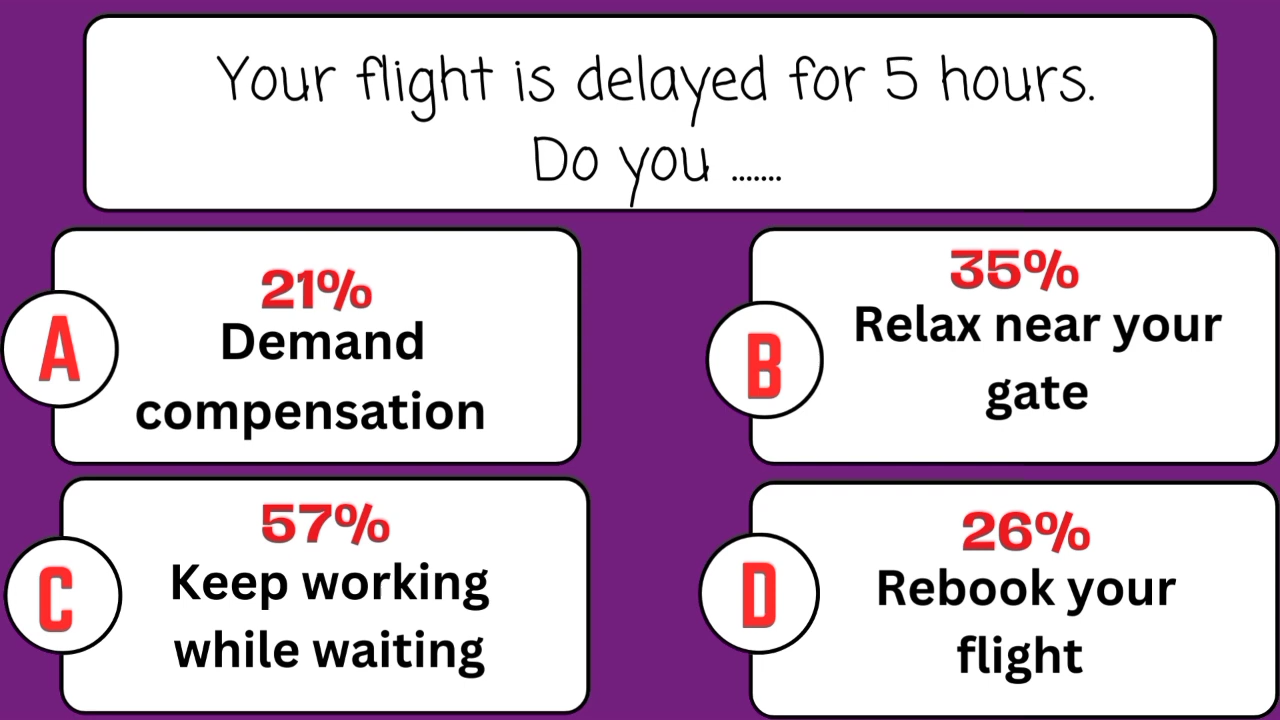 Your flight is delayed for 5 hours.
Do you .......
A
21%
Demand
compensation
B
35%
Relax near your
gate
C
57%
Keep working
while waiting
D
26%
Rebook your
flight